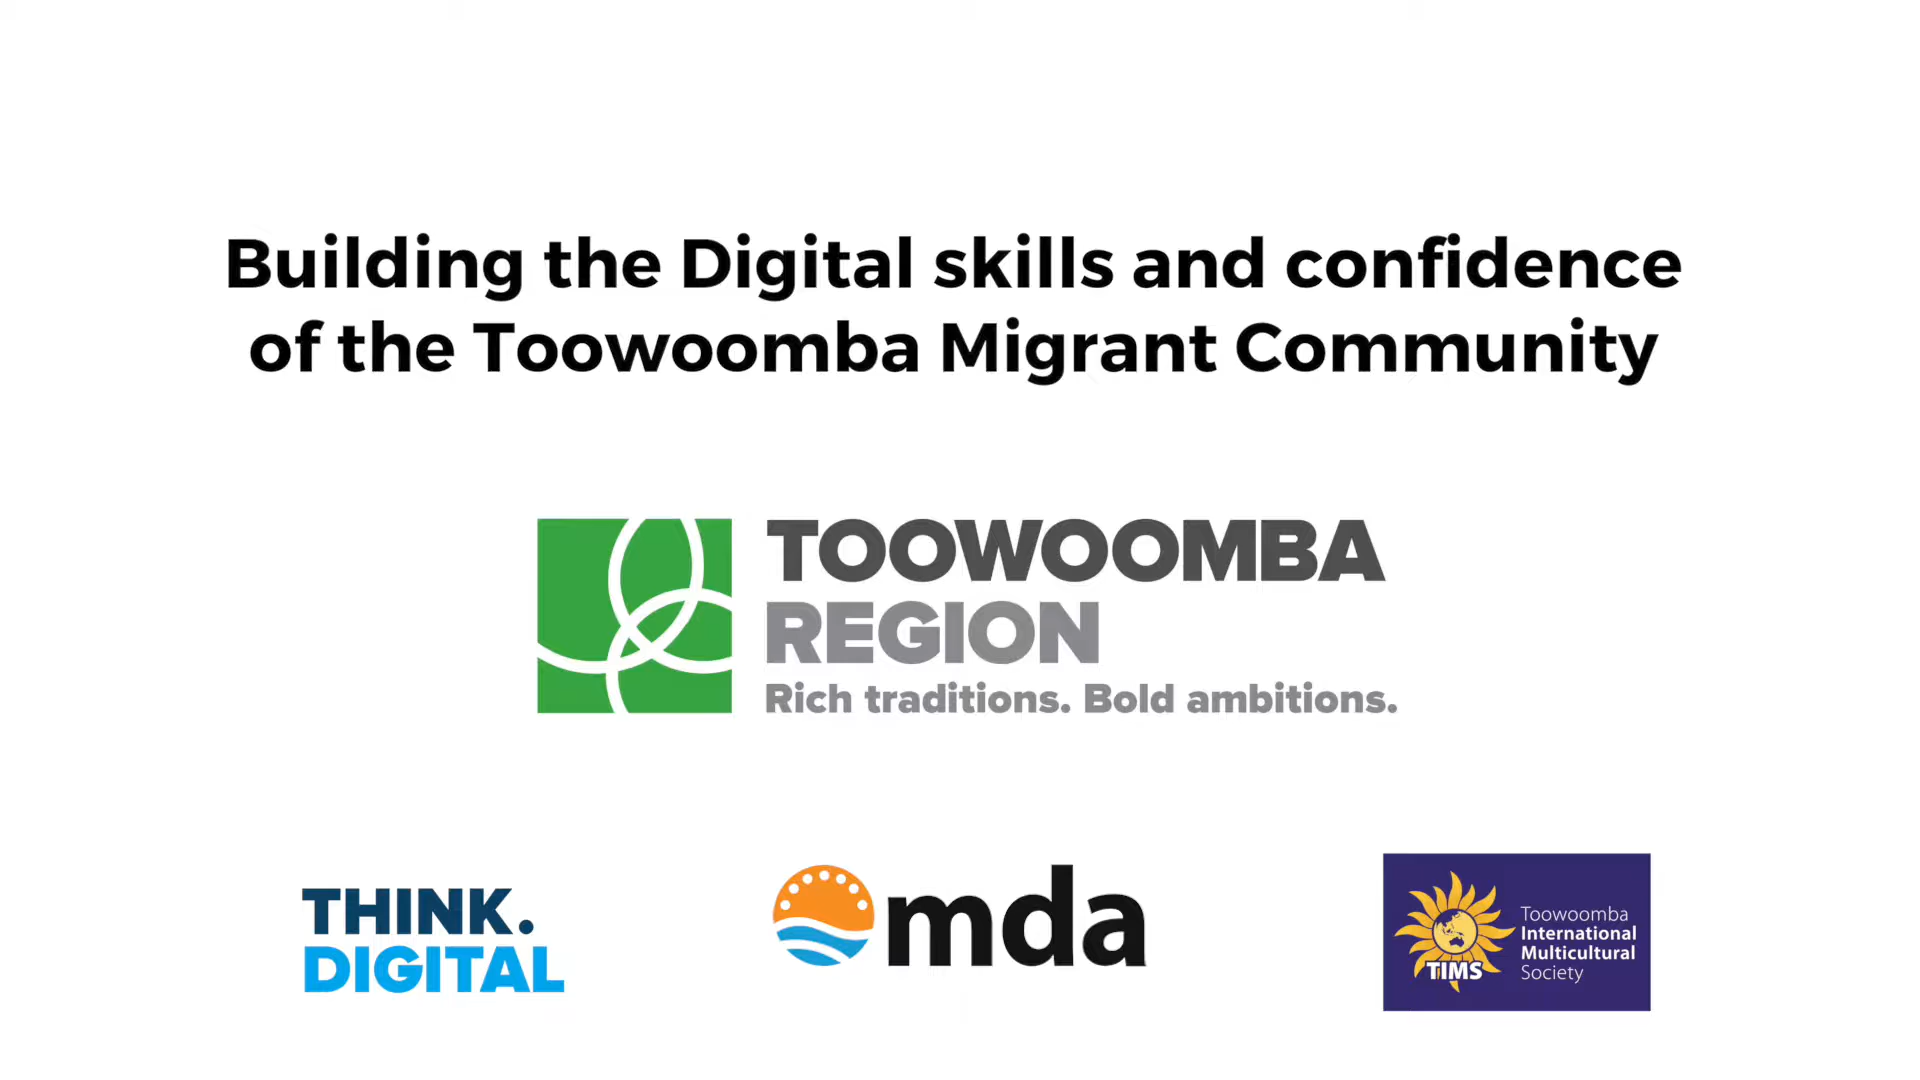 Building the Digital skills and confidence
of the Toowoomba Migrant Community
TOOWOOMBA
REGION
Rich traditions. Bold ambitions.
THINK.
DIGITAL
mda
TIMS
Toowoomba
International
Multicultural
Society